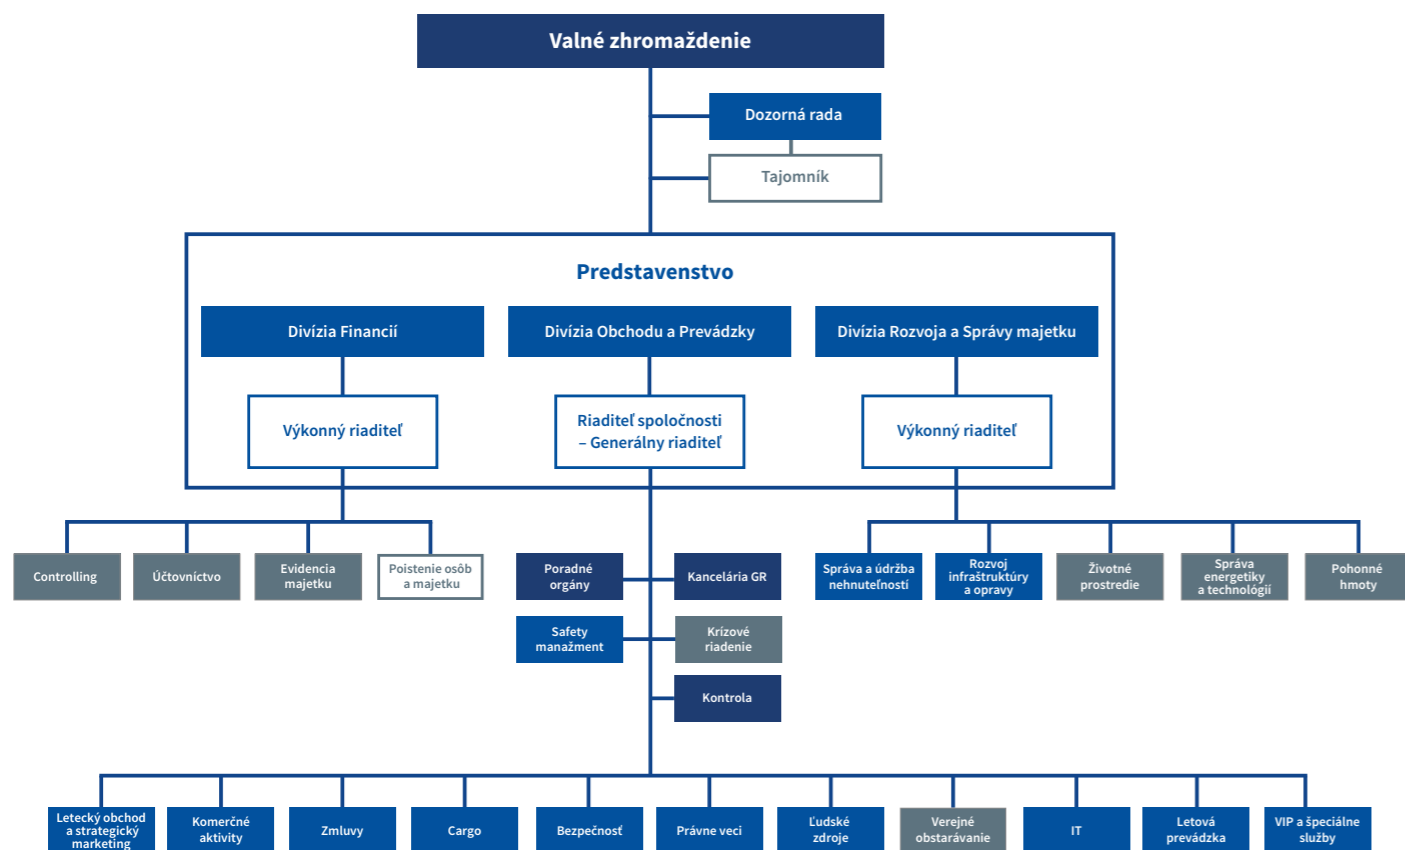 Valné zhromaždenie
Dozorná rada
Tajomník
Predstavenstvo
Divízia Financií
Divízia Obchodu a Prevádzky
Divízia Rozvoja a Správy majetku
Výkonný riaditeľ
Riaditeľ spoločnosti
– Generálny riaditeľ
Výkonný riaditeľ
Controlling
Účtovníctvo
Evidencia
majetku
Poistenie osôb
a majetku
Poradné
orgány
Kancelária GR
Správa a údržba
nehnuteľností
Rozvoj
infraštruktúry
a opravy
Životné
prostredie
Správa
energetiky
a technológií
Pohonné
hmoty
Safety
manažment
Krízové
riadenie
Kontrola
Letecký obchod
a strategický
marketing
Komerčné
aktivity
Zmluvy
Cargo
Bezpečnosť
Právne veci
Ľudské
zdroje
Verejné
obstarávanie
IT
Letová
prevádzka
VIP a špeciálne
služby